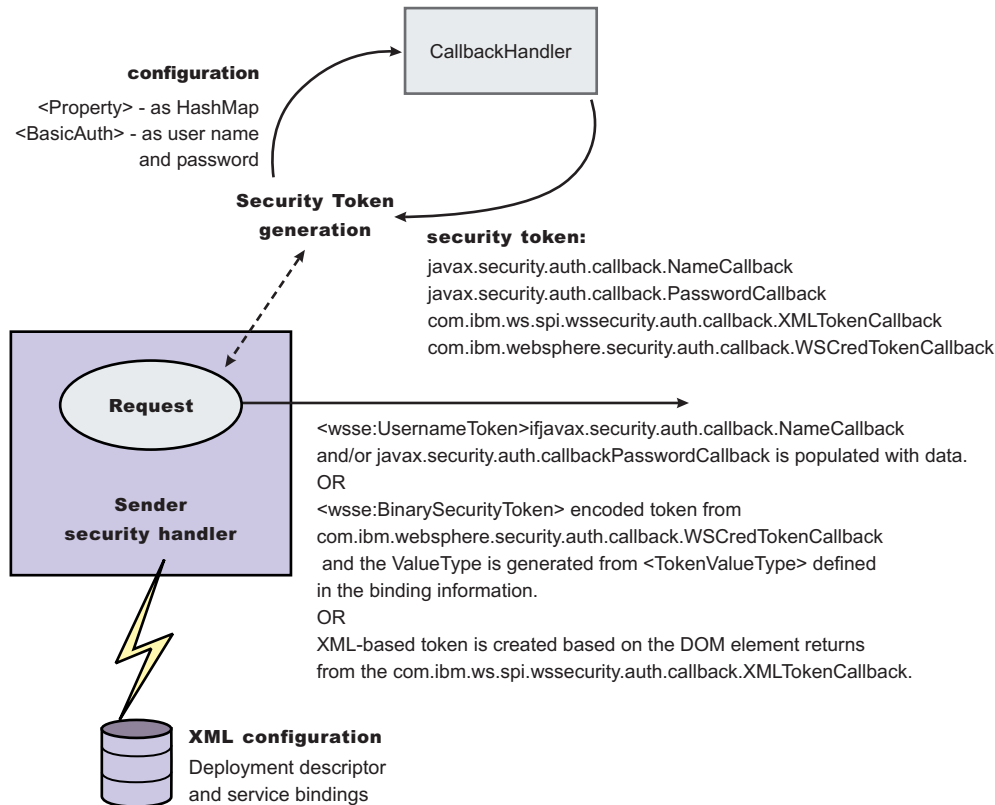 CallbackHandler
configuration
<Property> - as HashMap
<BasicAuth> - as user name
and password
Security Token
generation
security token:
javax.security.auth.callback.NameCallback
javax.security.auth.callback.PasswordCallback
com.ibm.ws.spi.wssecurity.auth.callback.XMLTokenCallback
com.ibm.websphere.security.auth.callback.WSCredTokenCallback
Request
Sender
security handler
<wsse:UsernameToken>ifjavax.security.auth.callback.NameCallback
and/or javax.security.auth.callbackPasswordCallback is populated with data.
OR
<wsse:BinarySecurityToken> encoded token from
com.ibm.websphere.security.auth.callback.WSCredTokenCallback
and the ValueType is generated from <TokenValueType> defined
in the binding information.
OR
XML-based token is created based on the DOM element returns
from the com.ibm.ws.spi.wssecurity.auth.callback.XMLTokenCallback.
XML configuration
Deployment descriptor
and service bindings